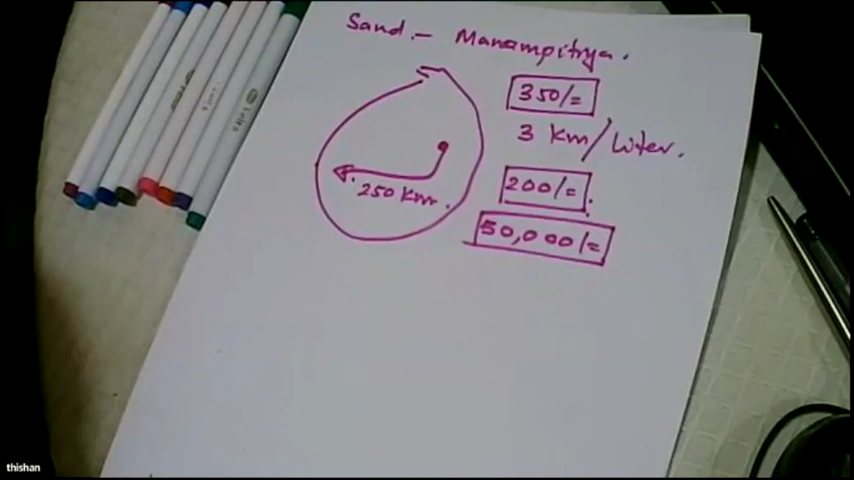 Sand. – Manampitiya.
350/=
3 Km/Liter.
250 Km.
200/=.
50,000/=
thishan